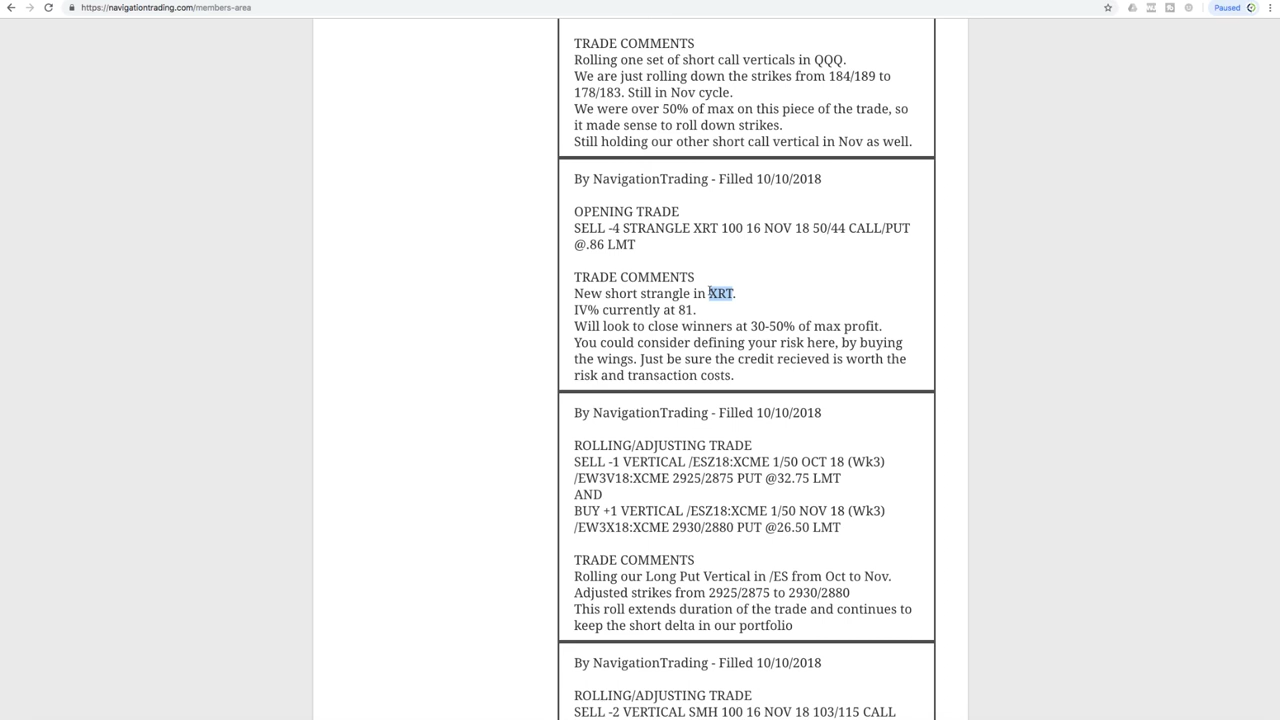 https://navigationtrading.com/members-area
Paused
TRADE COMMENTS
Rolling one set of short call verticals in QQQ.
We are just rolling down the strikes from 184/189 to
178/183. Still in Nov cycle.
We were over 50% of max on this piece of the trade, so
it made sense to roll down strikes.
Still holding our other short call vertical in Nov as well.
By NavigationTrading - Filled 10/10/2018
OPENING TRADE
SELL -4 STRANGLE XRT 100 16 NOV 18 50/44 CALL/PUT
@.86 LMT
TRADE COMMENTS
New short strangle in XRT.
IV% currently at 81.
Will look to close winners at 30-50% of max profit.
You could consider defining your risk here, by buying
the wings. Just be sure the credit recieved is worth the
risk and transaction costs.
By NavigationTrading - Filled 10/10/2018
ROLLING/ADJUSTING TRADE
SELL -1 VERTICAL /ESZ18:XCME 1/50 OCT 18 (Wk3)
/EW3V18:XCME 2925/2875 PUT @32.75 LMT
AND
BUY +1 VERTICAL /ESZ18:XCME 1/50 NOV 18 (Wk3)
/EW3X18:XCME 2930/2880 PUT @26.50 LMT
TRADE COMMENTS
Rolling our Long Put Vertical in /ES from Oct to Nov.
Adjusted strikes from 2925/2875 to 2930/2880
This roll extends duration of the trade and continues to
keep the short delta in our portfolio
By NavigationTrading - Filled 10/10/2018
ROLLING/ADJUSTING TRADE
SELL -2 VERTICAL SMH 100 16 NOV 18 103/115 CALL